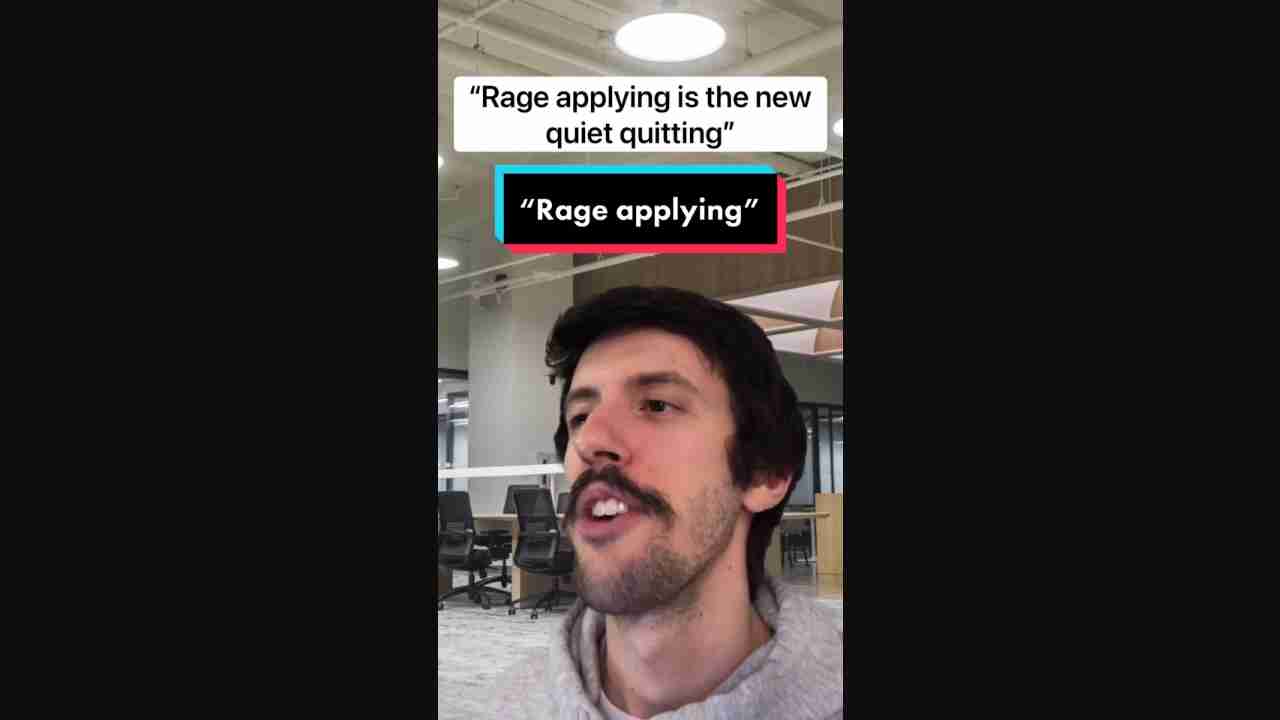 “Rage applying is the new
quiet quitting”
“Rage applying”